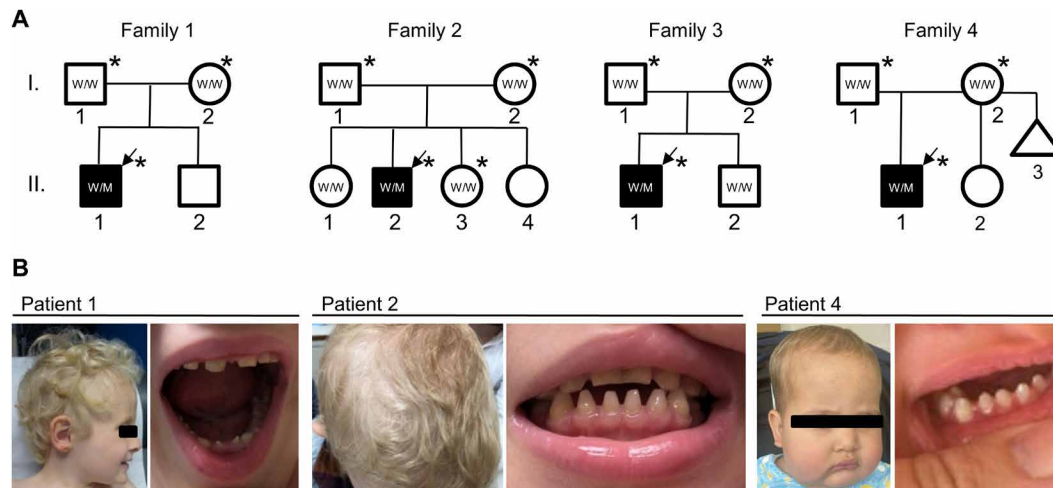 A
Family 1 Family 2 Family 3 Family 4
I. W/W * W/W * W/W * W/W * W/W * W/W * W/W * W/W *
1 2 1 2 1 2 1 2
II. W/M * W/W W/M * W/W * W/M * W/W W/M * 3
1 2 1 2 3 4 1 2 1 2
B
Patient 1 Patient 2 Patient 4